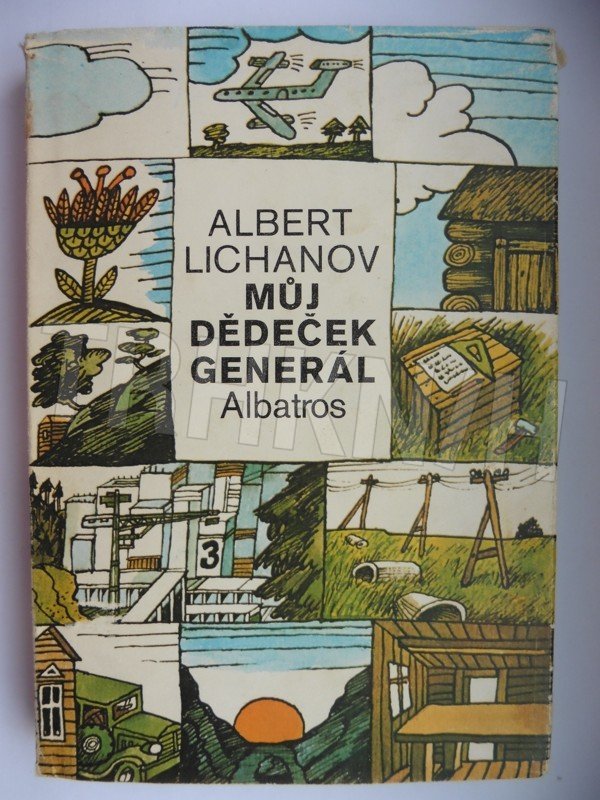 ALBERT
LICHANOV
MŮJ
DĚDEČEK
GENERÁL
Albatros
3